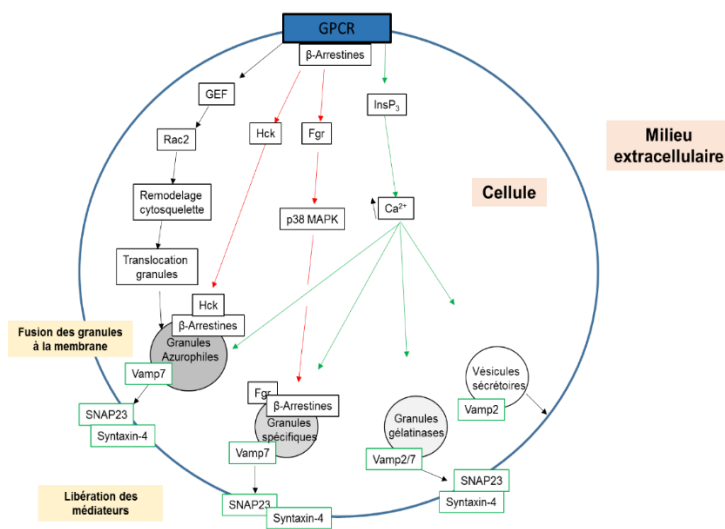 GPCR
β-Arrestines
GEF
InsP₃
Hck
Fgr
Rac2
Milieu
extracellulaire
Cellule
Remodelage
cytosquelette
p38 MAPK
Ca²⁺
Translocation
granules
Hck
β-Arrestines
Fusion des granules
à la membrane
Granules
Azurophiles
Vésicules
sécrétoires
Vamp7
Vamp2
Fgr
β-Arrestines
SNAP23
Syntaxin-4
Granules
spécifiques
Granules
gélatinases
Vamp7
Vamp2/7
SNAP23
Syntaxin-4
Libération des
médiateurs
SNAP23
Syntaxin-4